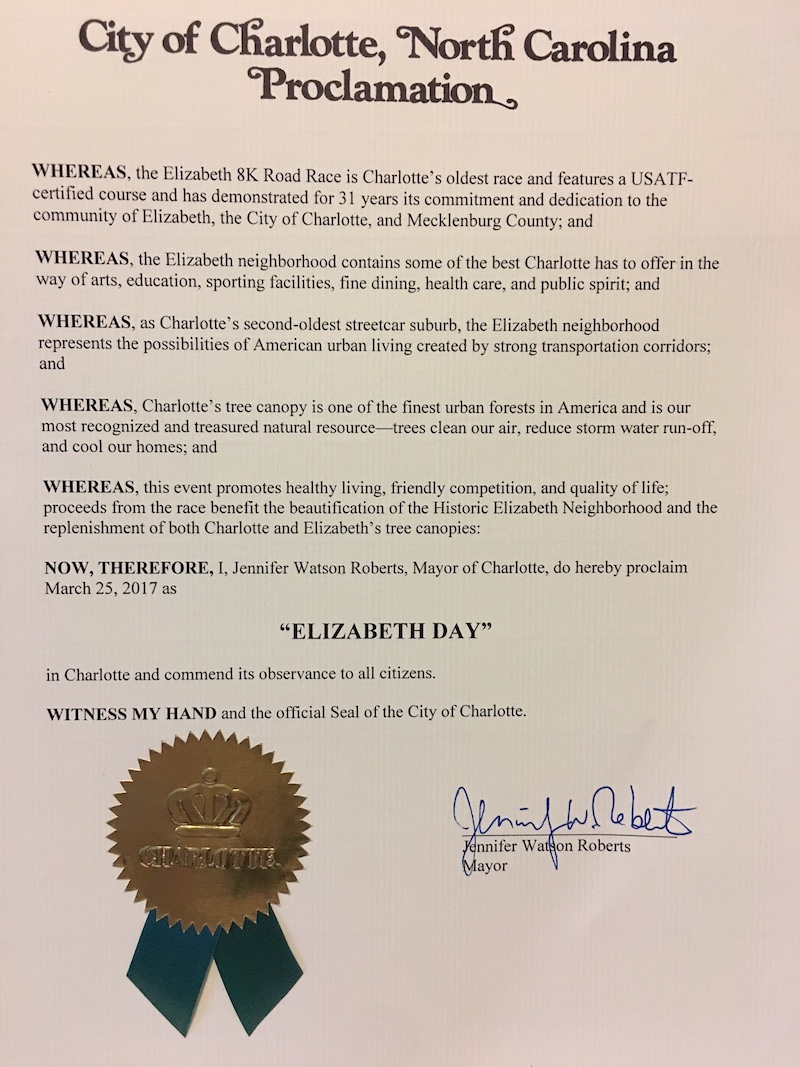 City of Charlotte, North Carolina
Proclamation
WHEREAS, the Elizabeth 8K Road Race is Charlotte's oldest race and features a USATF-
certified course and has demonstrated for 31 years its commitment and dedication to the
community of Elizabeth, the City of Charlotte, and Mecklenburg County; and
WHEREAS, the Elizabeth neighborhood contains some of the best Charlotte has to offer in the
way of arts, education, sporting facilities, fine dining, health care, and public spirit; and
WHEREAS, as Charlotte's second-oldest streetcar suburb, the Elizabeth neighborhood
represents the possibilities of American urban living created by strong transportation corridors;
and
WHEREAS, Charlotte's tree canopy is one of the finest urban forests in America and is our
most recognized and treasured natural resource—trees clean our air, reduce storm water run-off,
and cool our homes; and
WHEREAS, this event promotes healthy living, friendly competition, and quality of life;
proceeds from the race benefit the beautification of the Historic Elizabeth Neighborhood and the
replenishment of both Charlotte and Elizabeth's tree canopies:
NOW, THEREFORE, I, Jennifer Watson Roberts, Mayor of Charlotte, do hereby proclaim
March 25, 2017 as
"ELIZABETH DAY"
in Charlotte and commend its observance to all citizens.
WITNESS MY HAND and the official Seal of the City of Charlotte.
CHARLOTTE.
Jennifer W. Roberts
Jennifer Watson Roberts
Mayor